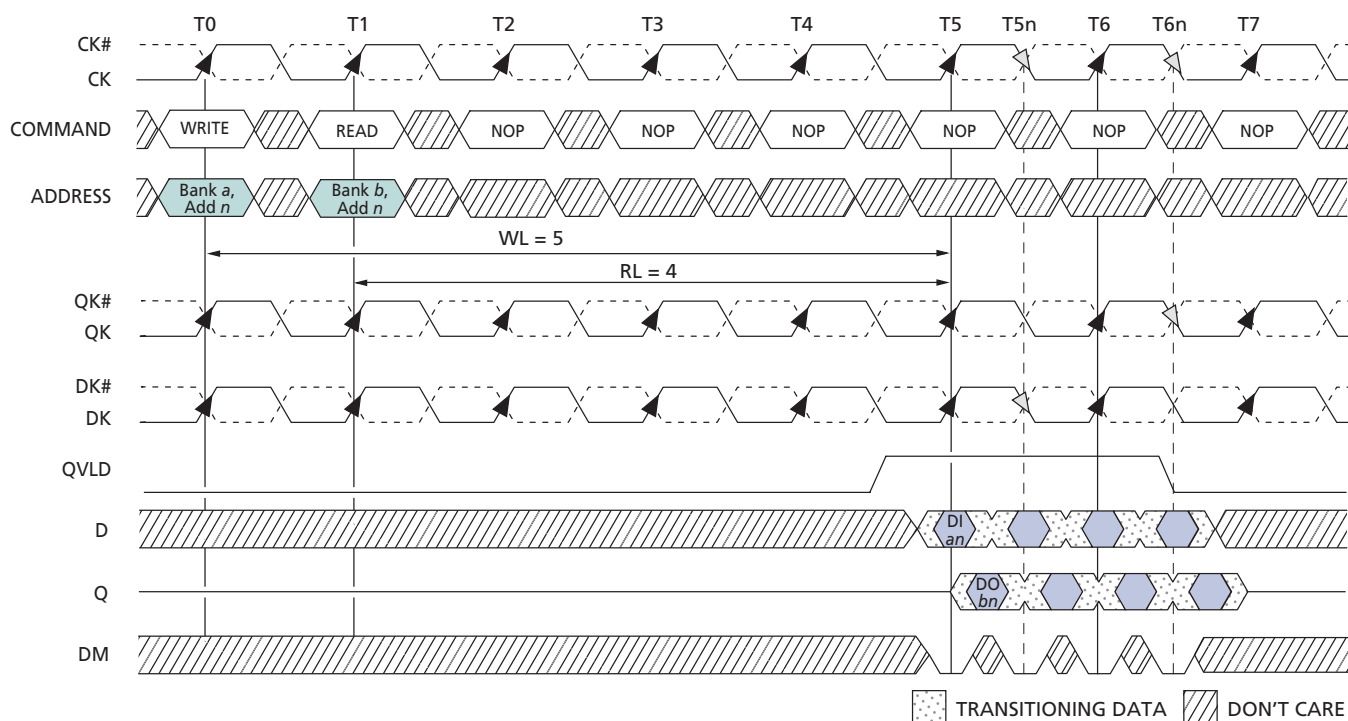 T0 T1 T2 T3 T4 T5 T5n T6 T6n T7
CK#
CK
COMMAND WRITE READ NOP NOP NOP NOP NOP NOP
ADDRESS Bank a, Add n Bank b, Add n
WL = 5
RL = 4
QK#
QK
DK#
DK
QVLD
D DI an
Q DO bn
DM
TRANSITIONING DATA DON'T CARE